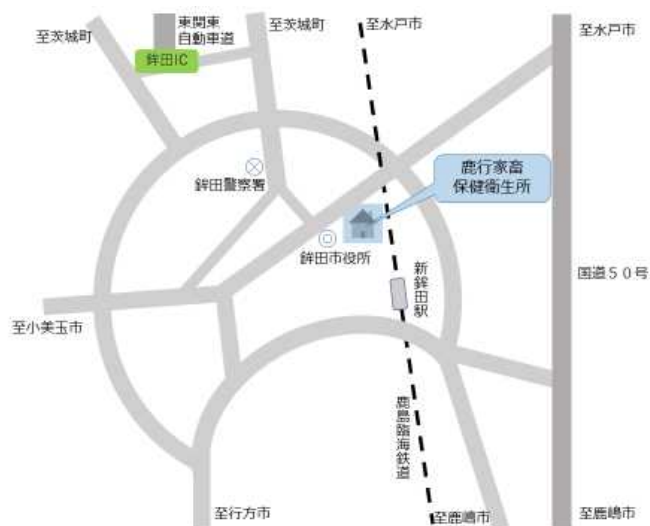 至茨城町
東関東
自動車道
至茨城町
至水戸市
至水戸市
鉾田IC
鉾田警察署
鹿行家畜
保健衛生所
鉾田市役所
新鉾田駅
国道５０号
至小美玉市
鹿島臨海鉄道
至行方市
至鹿嶋市
至鹿嶋市